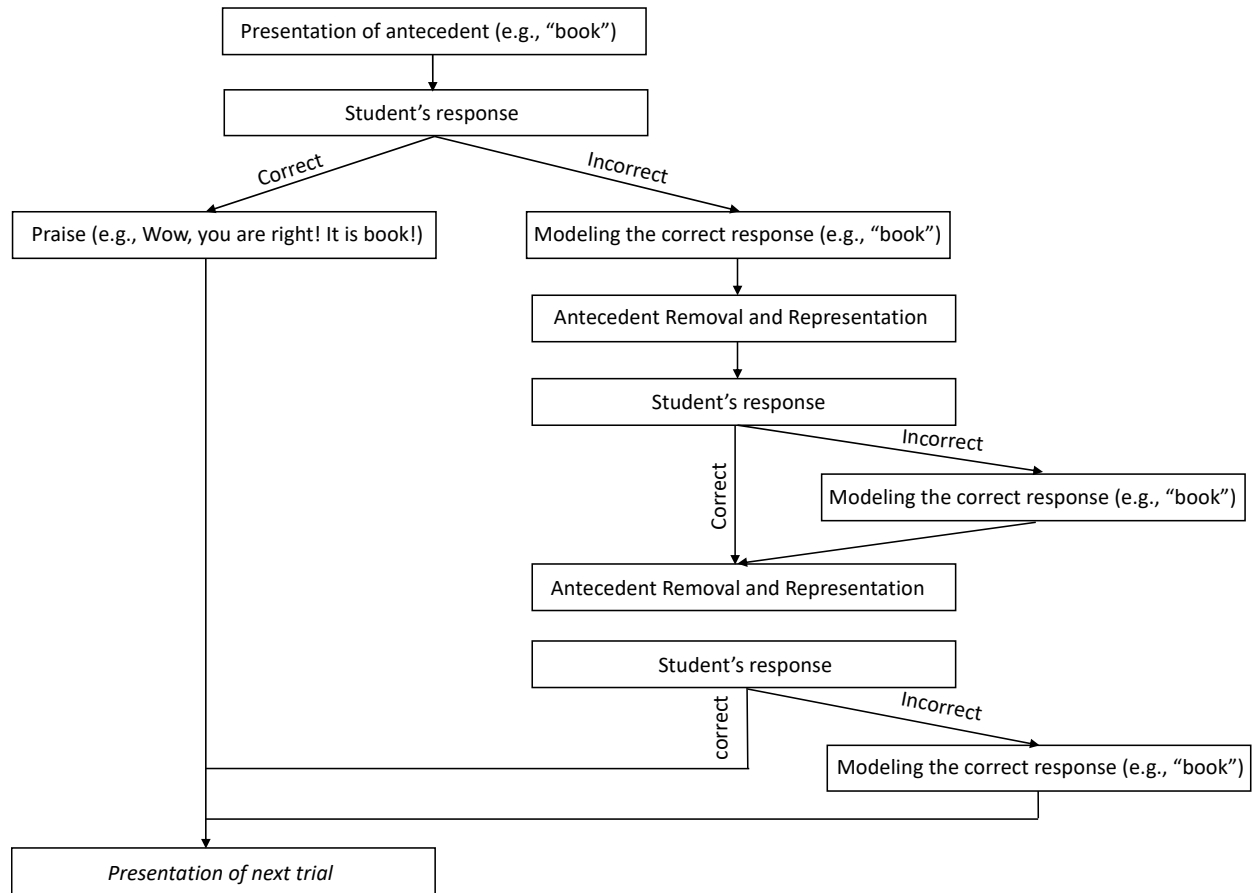 Presentation of antecedent (e.g., “book”)
Student’s response
Correct
Incorrect
Praise (e.g., Wow, you are right! It is book!)
Modeling the correct response (e.g., “book”)
Antecedent Removal and Representation
Student’s response
Incorrect
Correct
Modeling the correct response (e.g., “book”)
Antecedent Removal and Representation
Student’s response
correct
Incorrect
Modeling the correct response (e.g., “book”)
Presentation of next trial